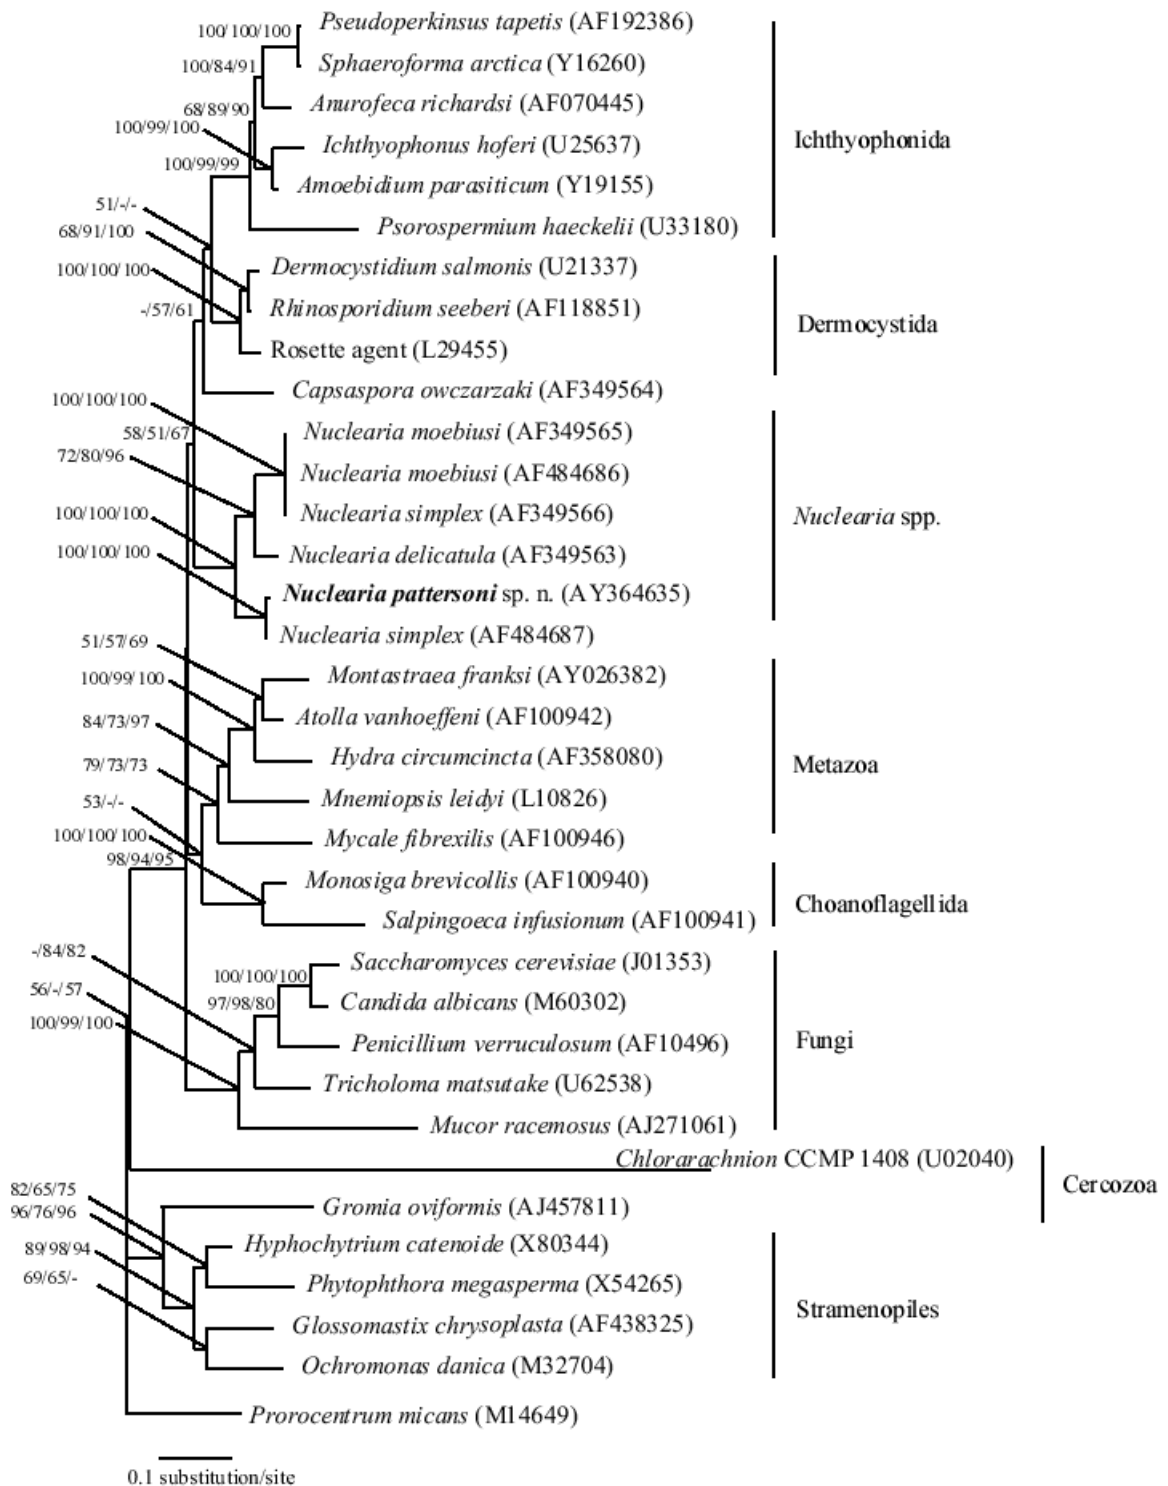 Pseudoperkinsus tapetis (AF192386)
100/100/100
Sphaeroforma arctica (Y16260)
100/84/91
Anurofeca richardsi (AF070445)
68/89/90
100/99/100
Ichthyophonida
Ichthyophonus hoferi (U25637)
100/99/99
Amoebidium parasiticum (Y19155)
51/-/-
Psorospermium haeckelii (U33180)
68/91/100
Dermocystidium salmonis (U21337)
100/100/100
Rhinosporidium seeberi (AF118851)
-/57/61
Dermocystida
Rosette agent (L29455)
Capsaspora owczarzaki (AF349564)
100/100/100
Nuclearia moebiusi (AF349565)
58/51/67
72/80/96
Nuclearia moebiusi (AF484686)
Nuclearia simplex (AF349566)
100/100/100
Nuclearia spp.
100/100/100
Nuclearia delicatula (AF349563)
Nuclearia pattersoni sp. n. (AY364635)
Nuclearia simplex (AF484687)
51/57/69
Montastraea franksi (AY026382)
100/99/100
Atolla vanhoeffeni (AF100942)
84/73/97
Hydra circumcincta (AF358080)
Metazoa
79/73/73
Mnemiopsis leidyi (L10826)
53/-/-
100/100/100
Mycale fibrexilis (AF100946)
98/94/95
Monosiga brevicollis (AF100940)
Choanoflagellida
Salpingoeca infusionum (AF100941)
-/84/82
Saccharomyces cerevisiae (J01353)
100/100/100
56/-/57
97/98/80
Candida albicans (M60302)
100/99/100
Fungi
Penicillium verruculosum (AF10496)
Tricholoma matsutake (U62538)
Mucor racemosus (AJ271061)
Chlorarachnion CCMP 1408 (U02040)
Cercozoa
82/65/75
Gromia oviformis (AJ457811)
96/76/96
Hyphochytrium catenoide (X80344)
89/98/94
69/65/-
Phytophthora megasperma (X54265)
Stramenopiles
Glossomastix chrysoplasta (AF438325)
Ochromonas danica (M32704)
Prorocentrum micans (M14649)
0.1 substitution/site